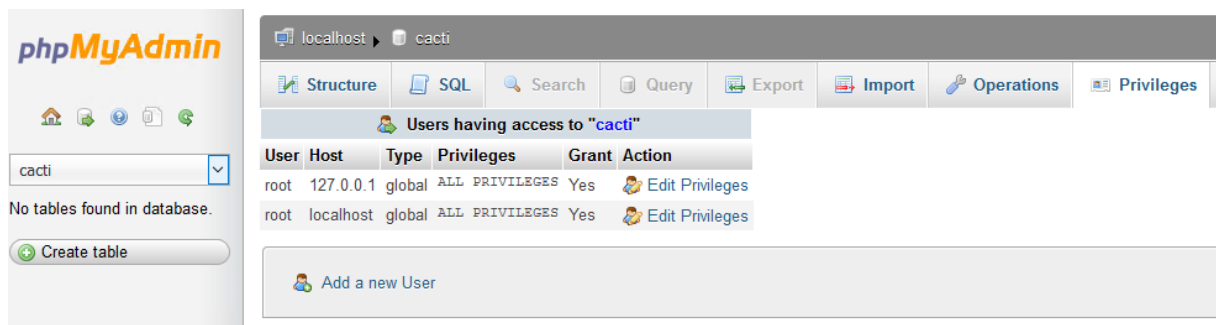 phpMyAdmin
localhost cacti
Structure SQL Search Query Export Import Operations Privileges
cacti
No tables found in database.
Create table
Users having access to "cacti"
User Host Type Privileges Grant Action
root 127.0.0.1 global ALL PRIVILEGES Yes Edit Privileges
root localhost global ALL PRIVILEGES Yes Edit Privileges
Add a new User